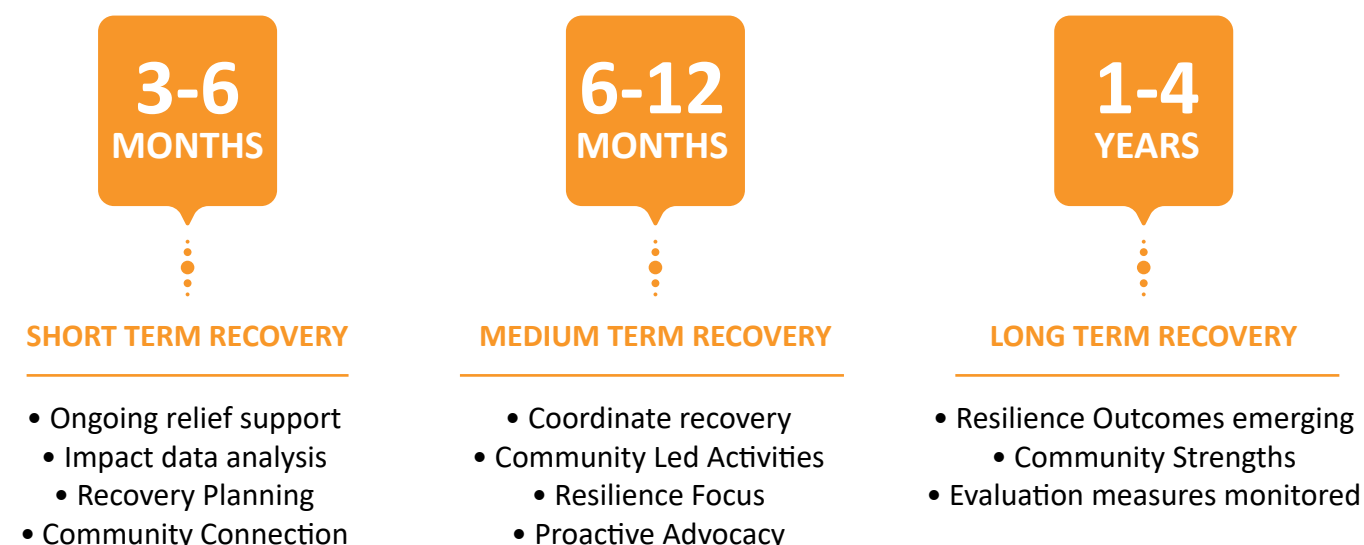 3-6
MONTHS
SHORT TERM RECOVERY
• Ongoing relief support
• Impact data analysis
• Recovery Planning
• Community Connection
6-12
MONTHS
MEDIUM TERM RECOVERY
• Coordinate recovery
• Community Led Activities
• Resilience Focus
• Proactive Advocacy
1-4
YEARS
LONG TERM RECOVERY
• Resilience Outcomes emerging
• Community Strengths
• Evaluation measures monitored